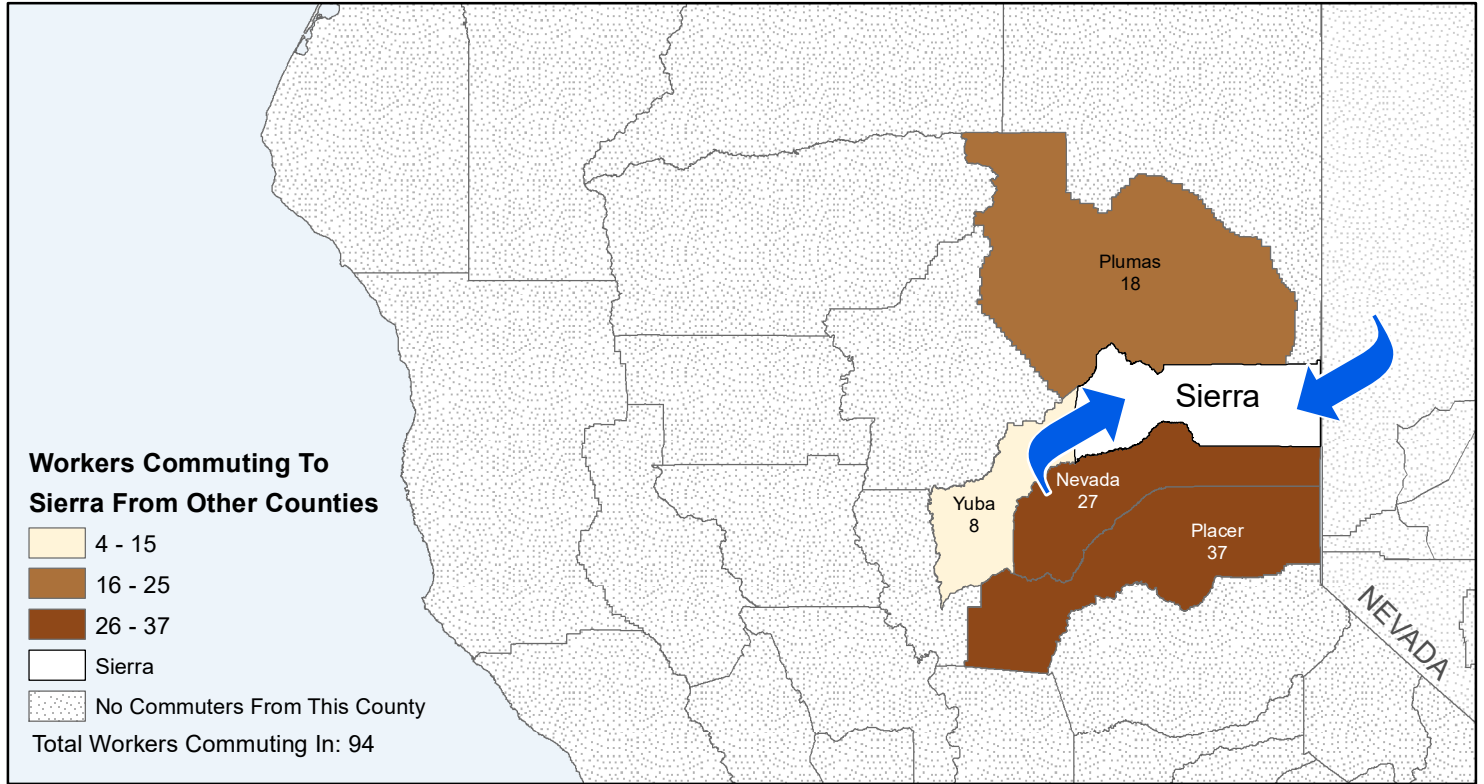 Plumas
18
Sierra
Nevada
27
Yuba
8
Placer
37
NEVADA
Workers Commuting To
Sierra From Other Counties
4 - 15
16 - 25
26 - 37
Sierra
No Commuters From This County
Total Workers Commuting In: 94